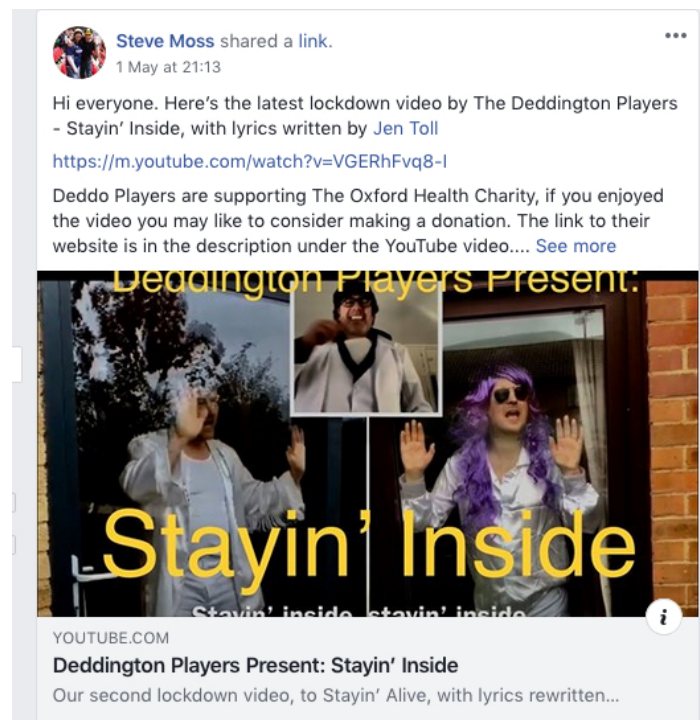 Steve Moss shared a link.
1 May at 21:13
Hi everyone. Here's the latest lockdown video by The Deddington Players
- Stayin' Inside, with lyrics written by Jen Toll
https://m.youtube.com/watch?v=VGERhFvq8-I
Deddo Players are supporting The Oxford Health Charity, if you enjoyed
the video you may like to consider making a donation. The link to their
website is in the description under the YouTube video.... See more
Deddington Players Present:
Stayin' Inside
Stayin' inside, stayin' inside
YOUTUBE.COM
Deddington Players Present: Stayin' Inside
Our second lockdown video, to Stayin' Alive, with lyrics rewritten...